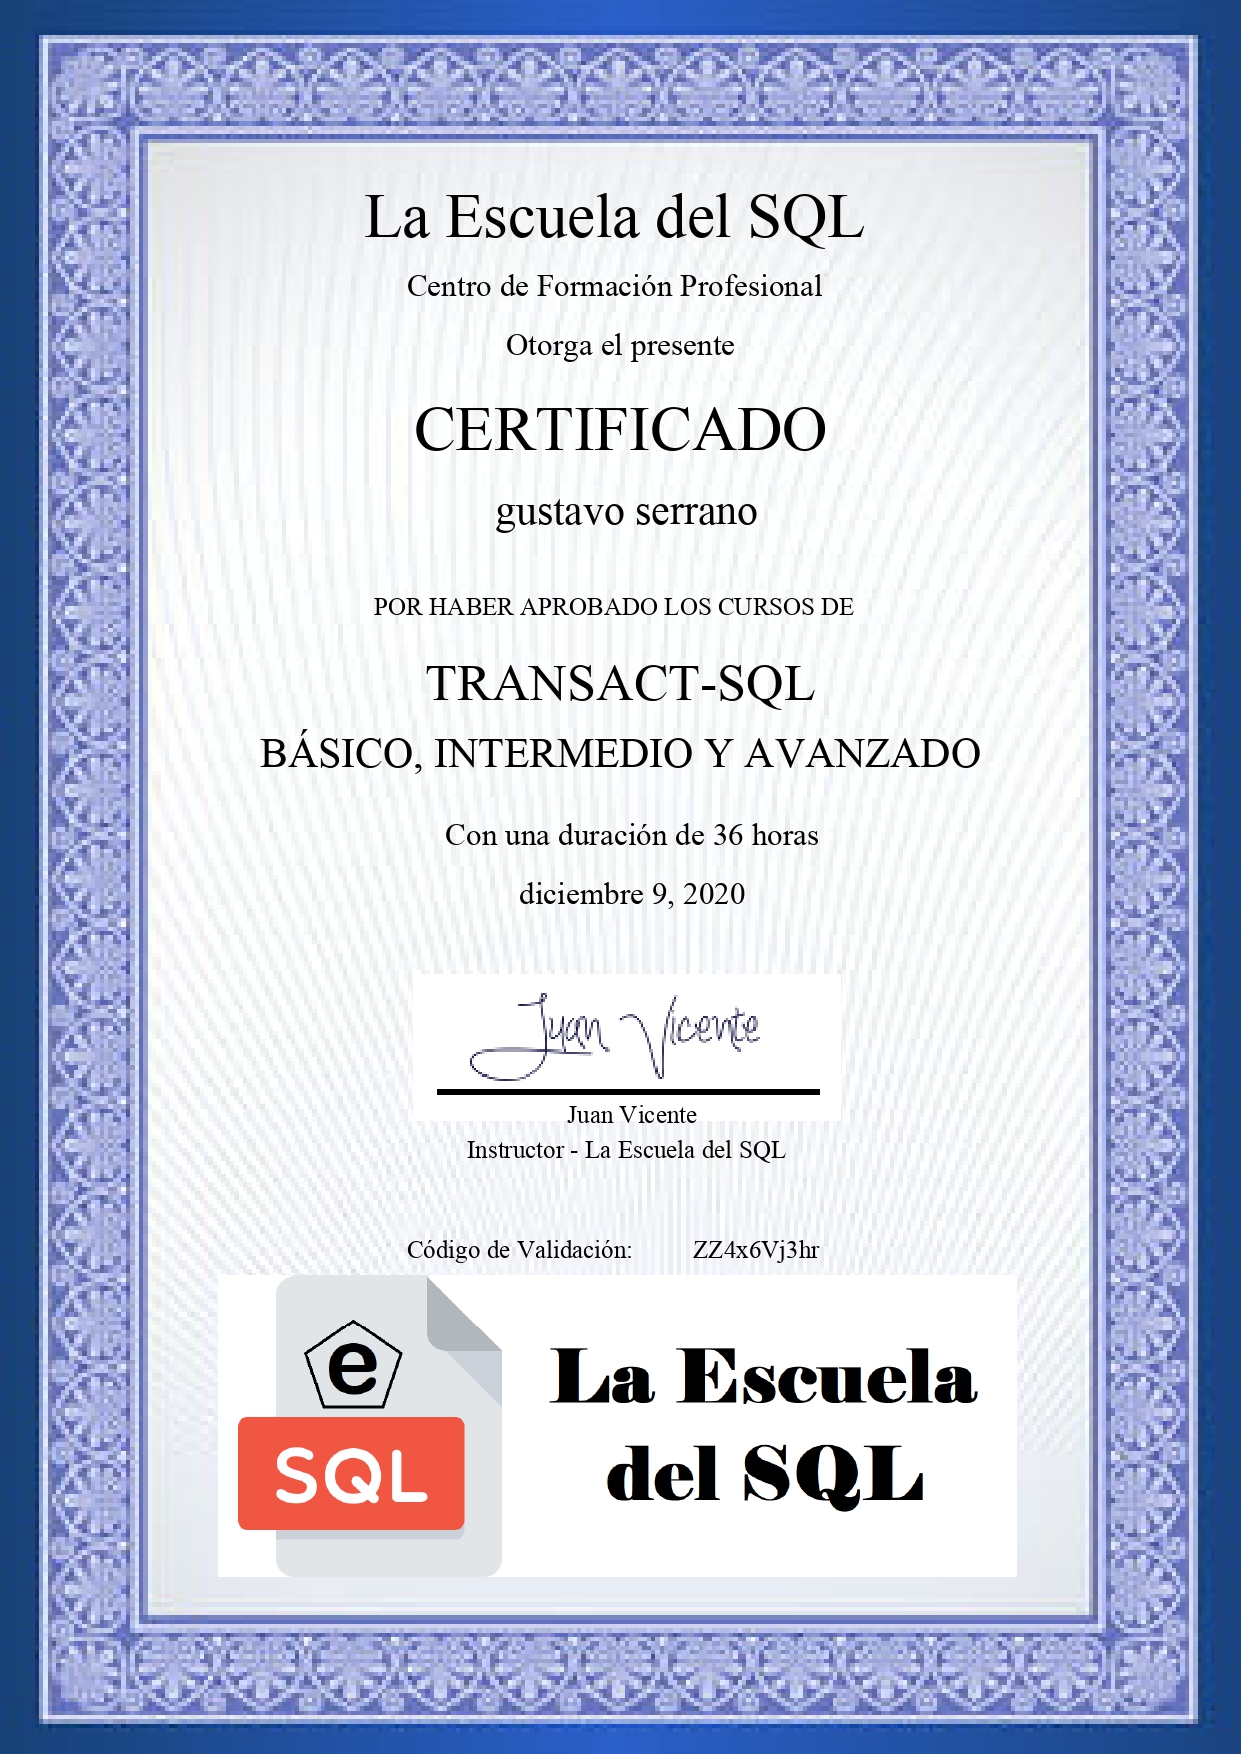 La Escuela del SQL
Centro de Formación Profesional
Otorga el presente
CERTIFICADO
gustavo serrano
POR HABER APROBADO LOS CURSOS DE
TRANSACT-SQL
BÁSICO, INTERMEDIO Y AVANZADO
Con una duración de 36 horas
diciembre 9, 2020
Juan Vicente
Juan Vicente
Instructor - La Escuela del SQL
Código de Validación: ZZ4x6Vj3hr
e
SQL
La Escuela
del SQL